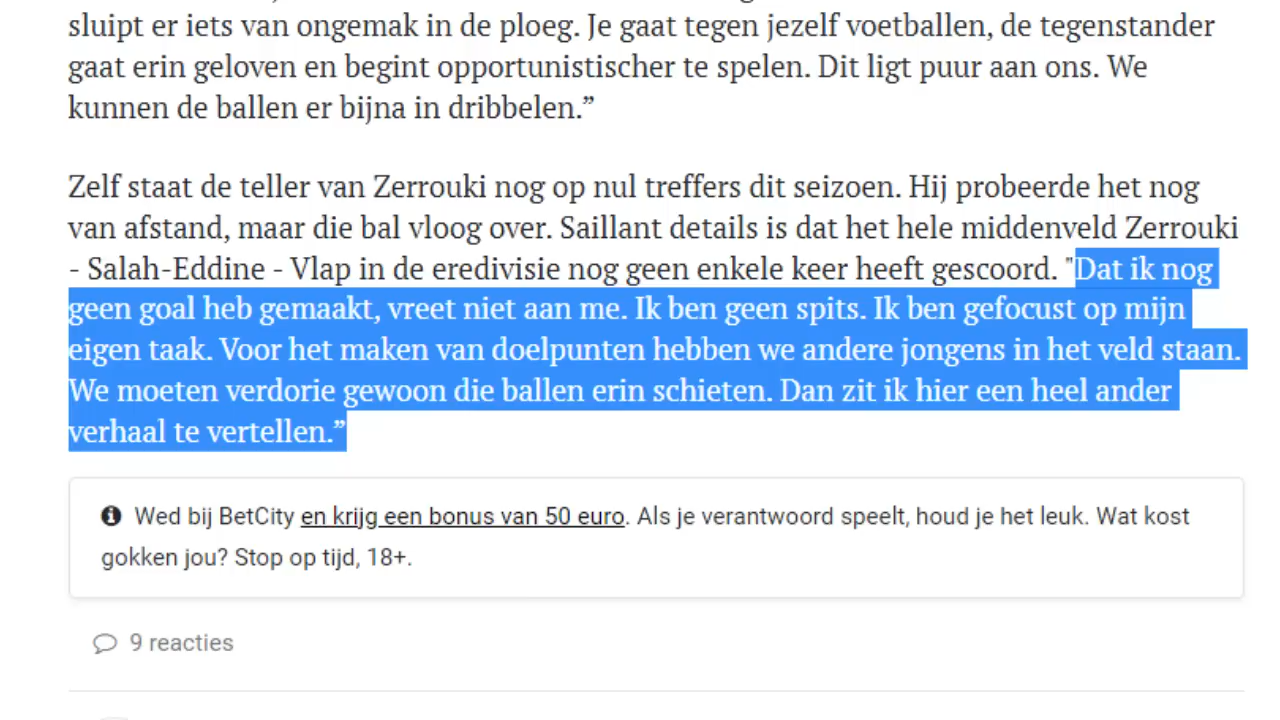 sluipt er iets van ongemak in de ploeg. Je gaat tegen jezelf voetballen, de tegenstander
gaat erin geloven en begint opportunistischer te spelen. Dit ligt puur aan ons. We
kunnen de ballen er bijna in dribbelen.”
Zelf staat de teller van Zerrouki nog op nul treffers dit seizoen. Hij probeerde het nog
van afstand, maar die bal vloog over. Saillant details is dat het hele middenveld Zerrouki
- Salah-Eddine - Vlap in de eredivisie nog geen enkele keer heeft gescoord. "Dat ik nog
geen goal heb gemaakt, vreet niet aan me. Ik ben geen spits. Ik ben gefocust op mijn
eigen taak. Voor het maken van doelpunten hebben we andere jongens in het veld staan.
We moeten verdorie gewoon die ballen erin schieten. Dan zit ik hier een heel ander
verhaal te vertellen.”
Wed bij BetCity en krijg een bonus van 50 euro. Als je verantwoord speelt, houd je het leuk. Wat kost
gokken jou? Stop op tijd, 18+.
9 reacties